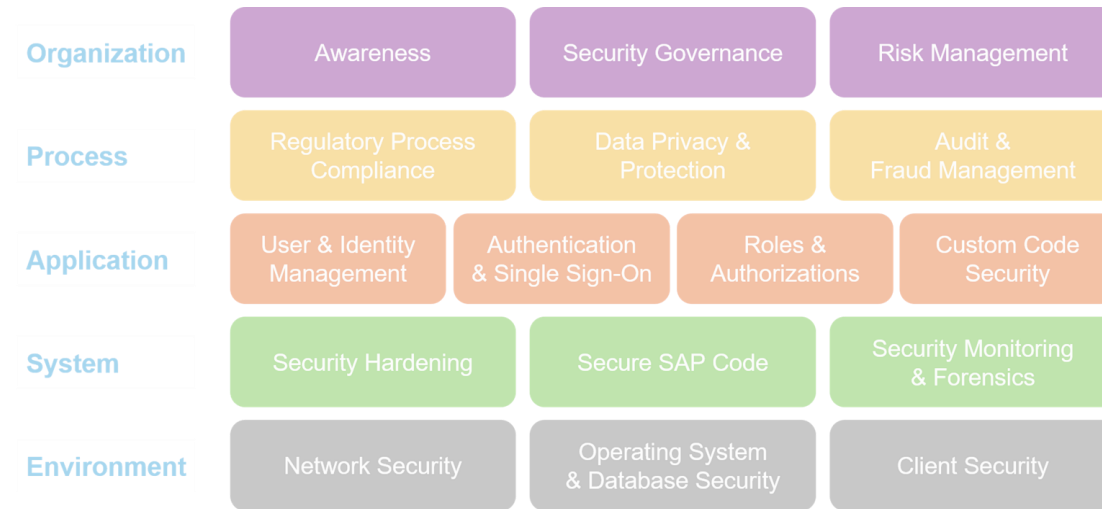 Organization
Awareness
Security Governance
Risk Management
Process
Regulatory Process
Compliance
Data Privacy &
Protection
Audit &
Fraud Management
Application
User & Identity
Management
Authentication
& Single Sign-On
Roles &
Authorizations
Custom Code
Security
System
Security Hardening
Secure SAP Code
Security Monitoring
& Forensics
Environment
Network Security
Operating System
& Database Security
Client Security